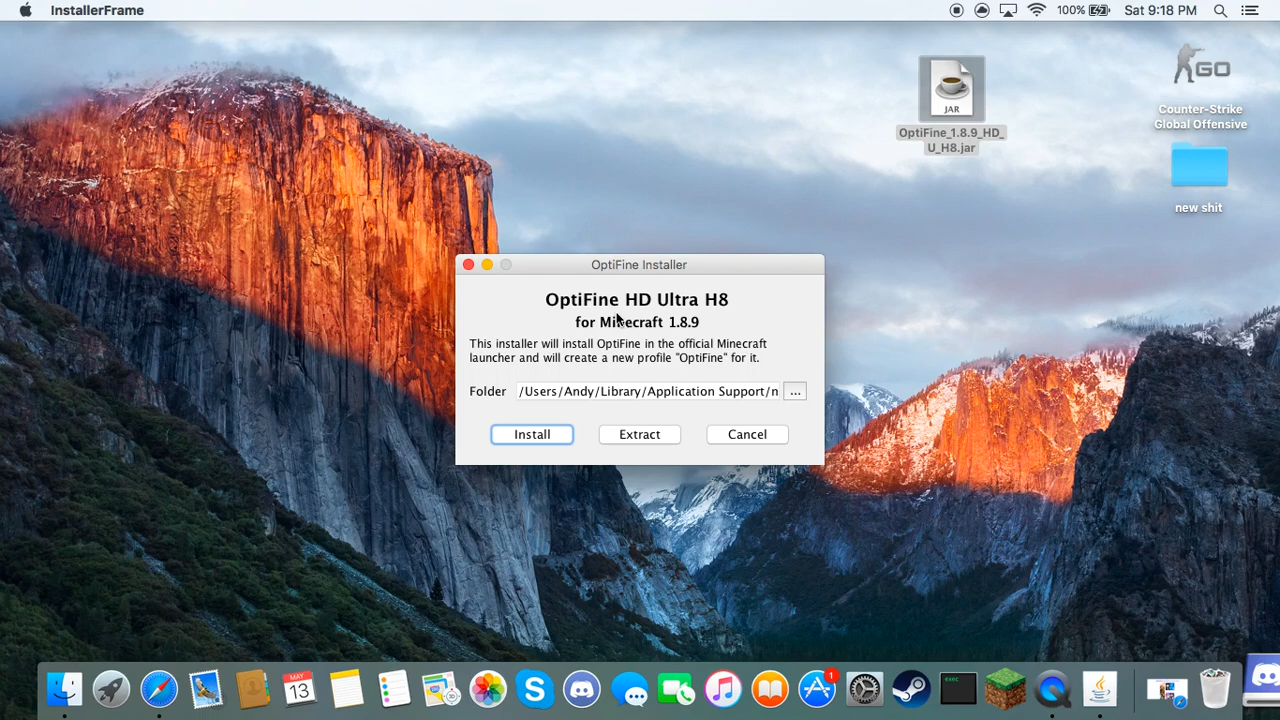 InstallerFrame
100%
Sat 9:18 PM
GO
Counter-Strike
Global Offensive
JAR
OptiFine_1.8.9_HD_
U_H8.jar
new shit
OptiFine Installer
OptiFine HD Ultra H8
for Minecraft 1.8.9
This installer will install OptiFine in the official Minecraft
launcher and will create a new profile "OptiFine" for it.
Folder
/Users/Andy/Library/Application Support/n
...
Install
Extract
Cancel
MAY
13
1
exec